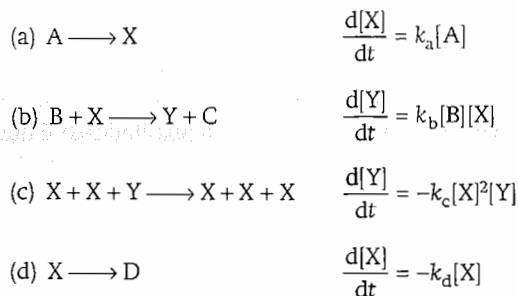 (a) A ⟶ X d[X]/dt = kₐ[A]
(b) B + X ⟶ Y + C d[Y]/dt = k_b[B][X]
(c) X + X + Y ⟶ X + X + X d[Y]/dt = −k_c[X]²[Y]
(d) X ⟶ D d[X]/dt = −k_d[X]